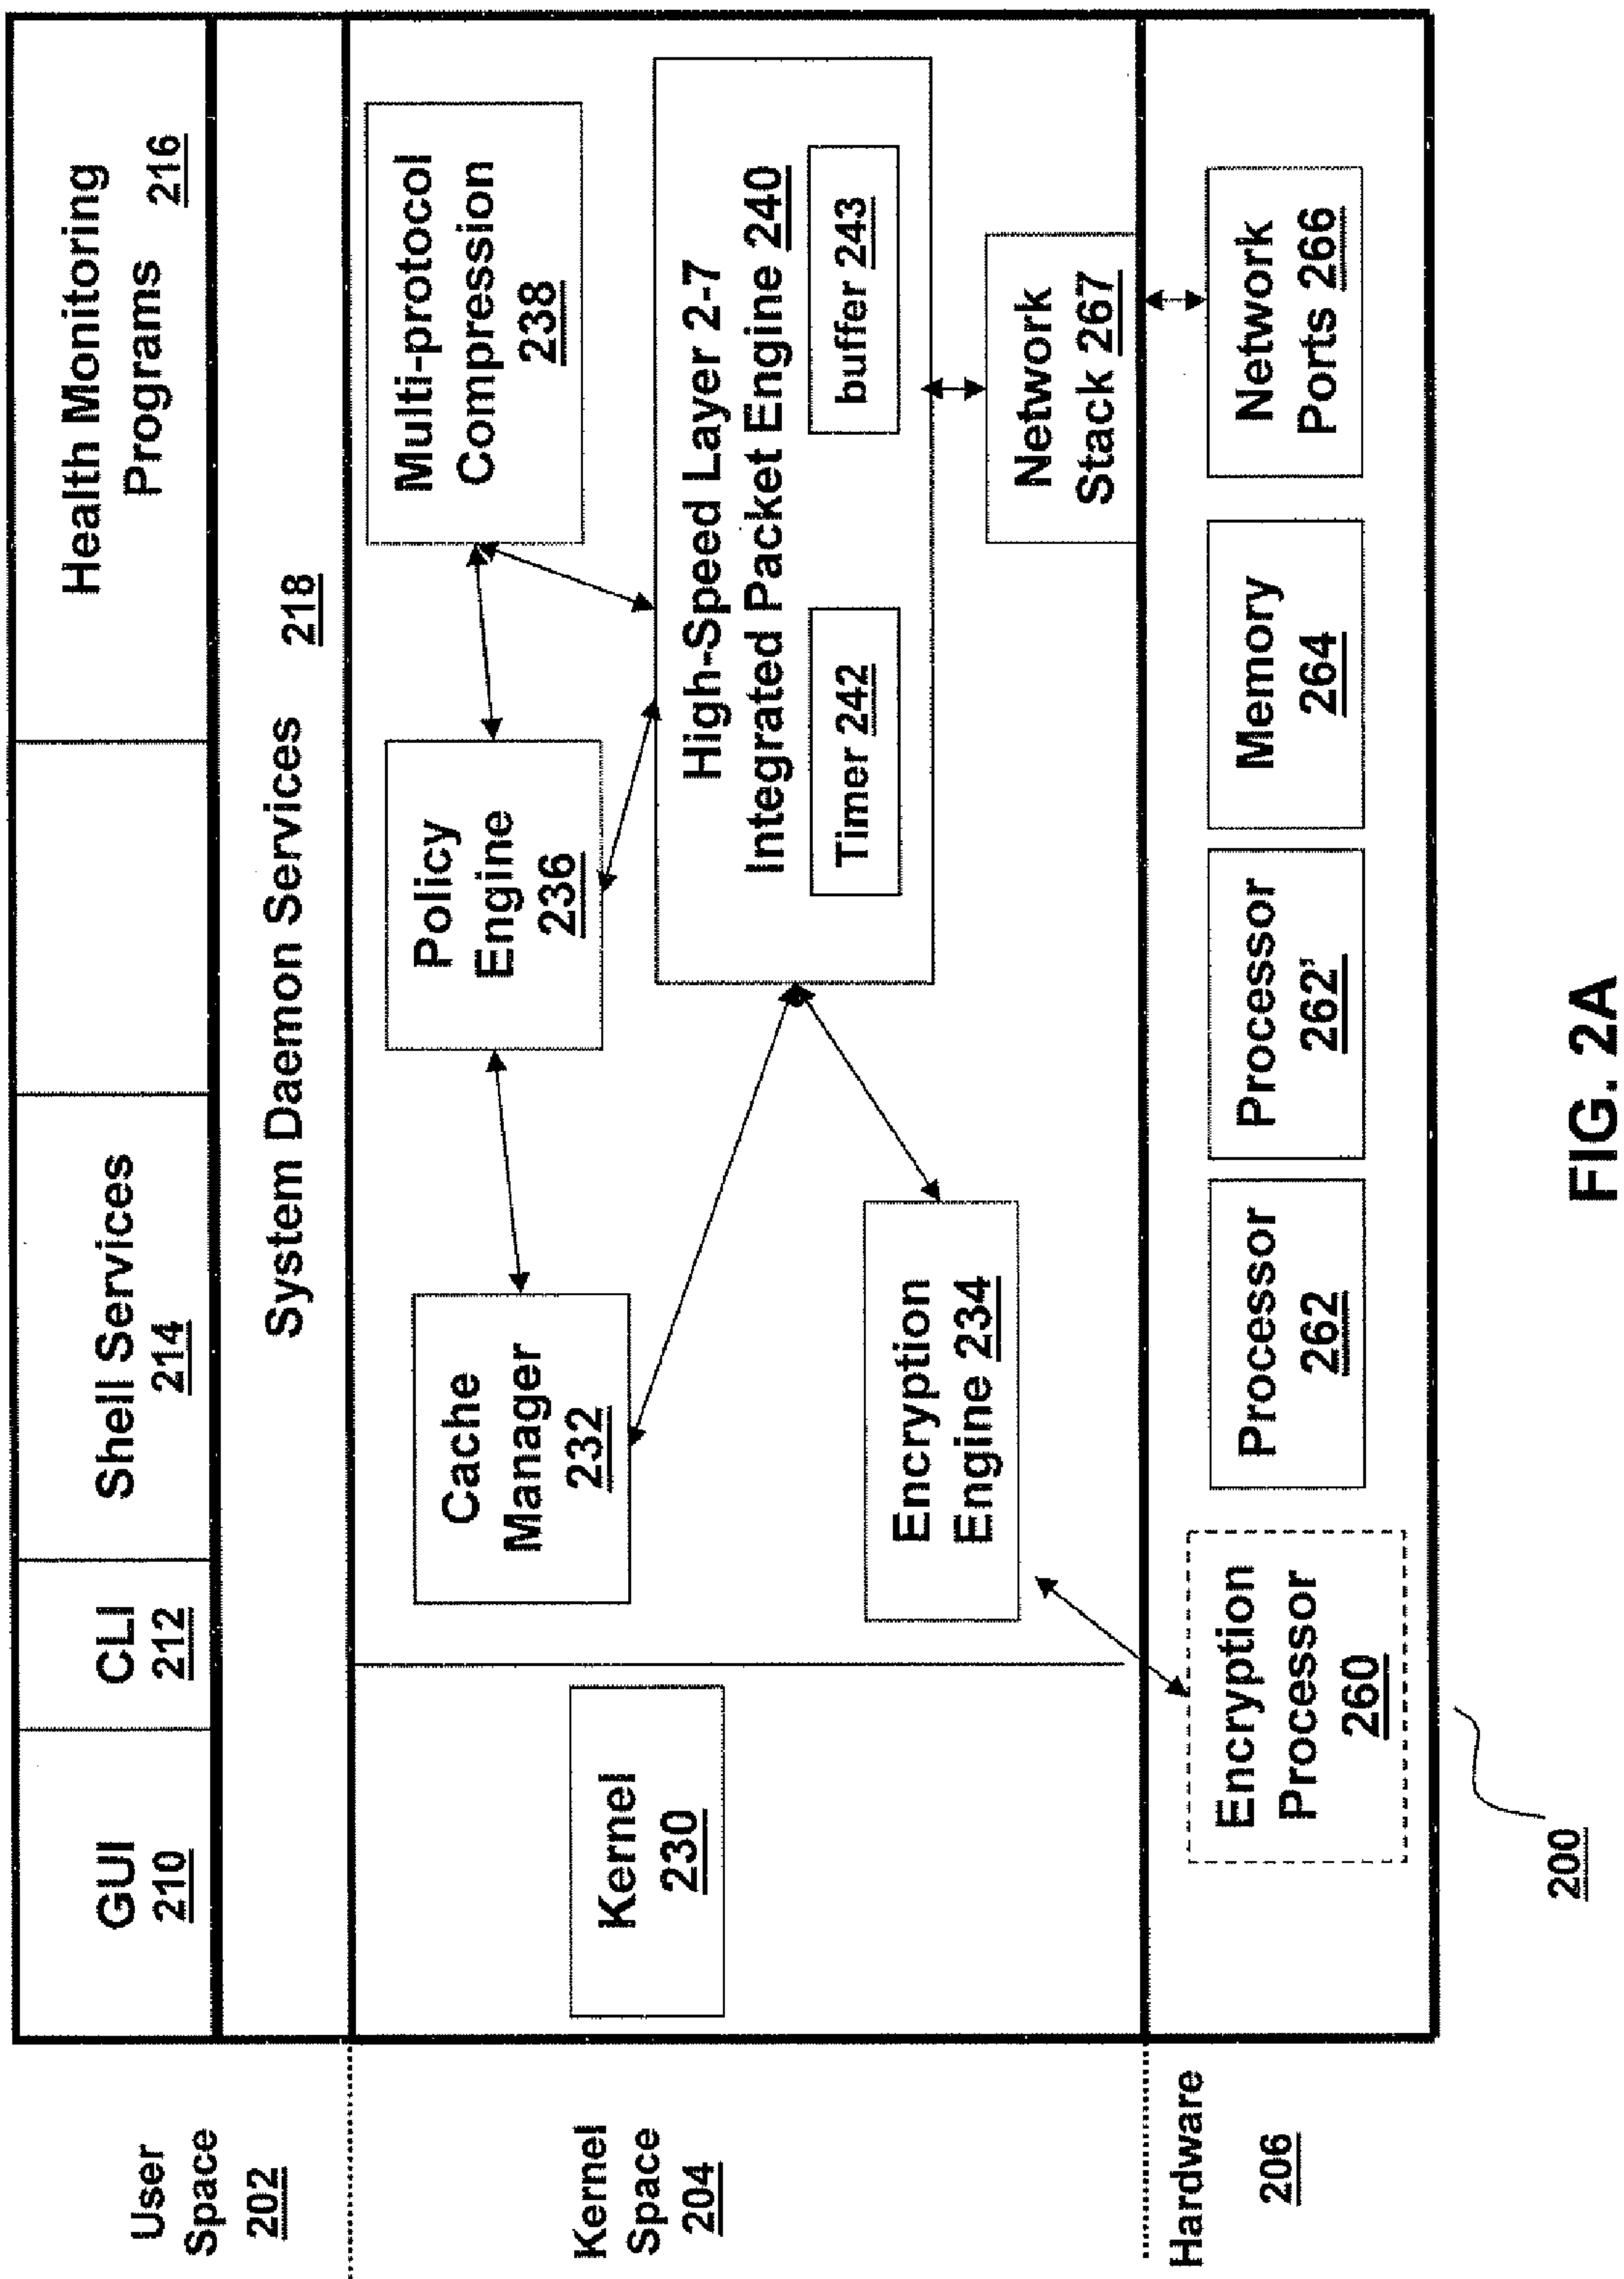 GUI
210
CLI
212
Shell Services
214
Health Monitoring
Programs 216
System Daemon Services 218
User
Space
202
Kernel
Space
204
Hardware
206
Kernel
230
Cache
Manager
232
Policy
Engine
236
Multi-protocol
Compression
238
High-Speed Layer 2-7
Integrated Packet Engine 240
Timer 242
buffer 243
Encryption
Engine 234
Network
Stack 267
Encryption
Processor
260
Processor
262
Processor
262'
Memory
264
Network
Ports 266
200
FIG. 2A